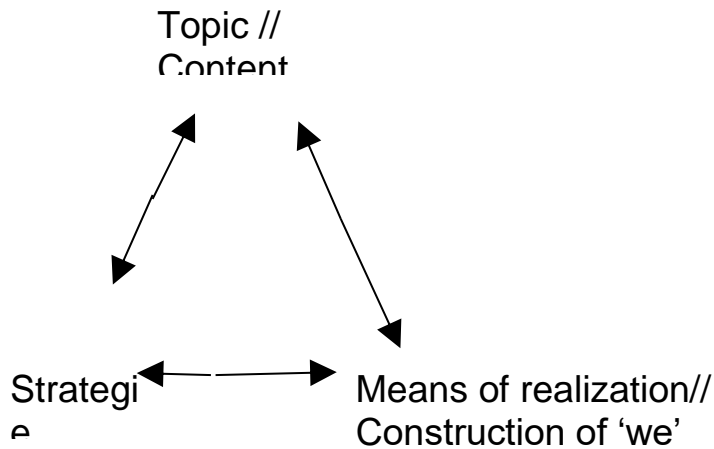 Topic //
Content
Strategi
e
Means of realization//
Construction of ‘we’